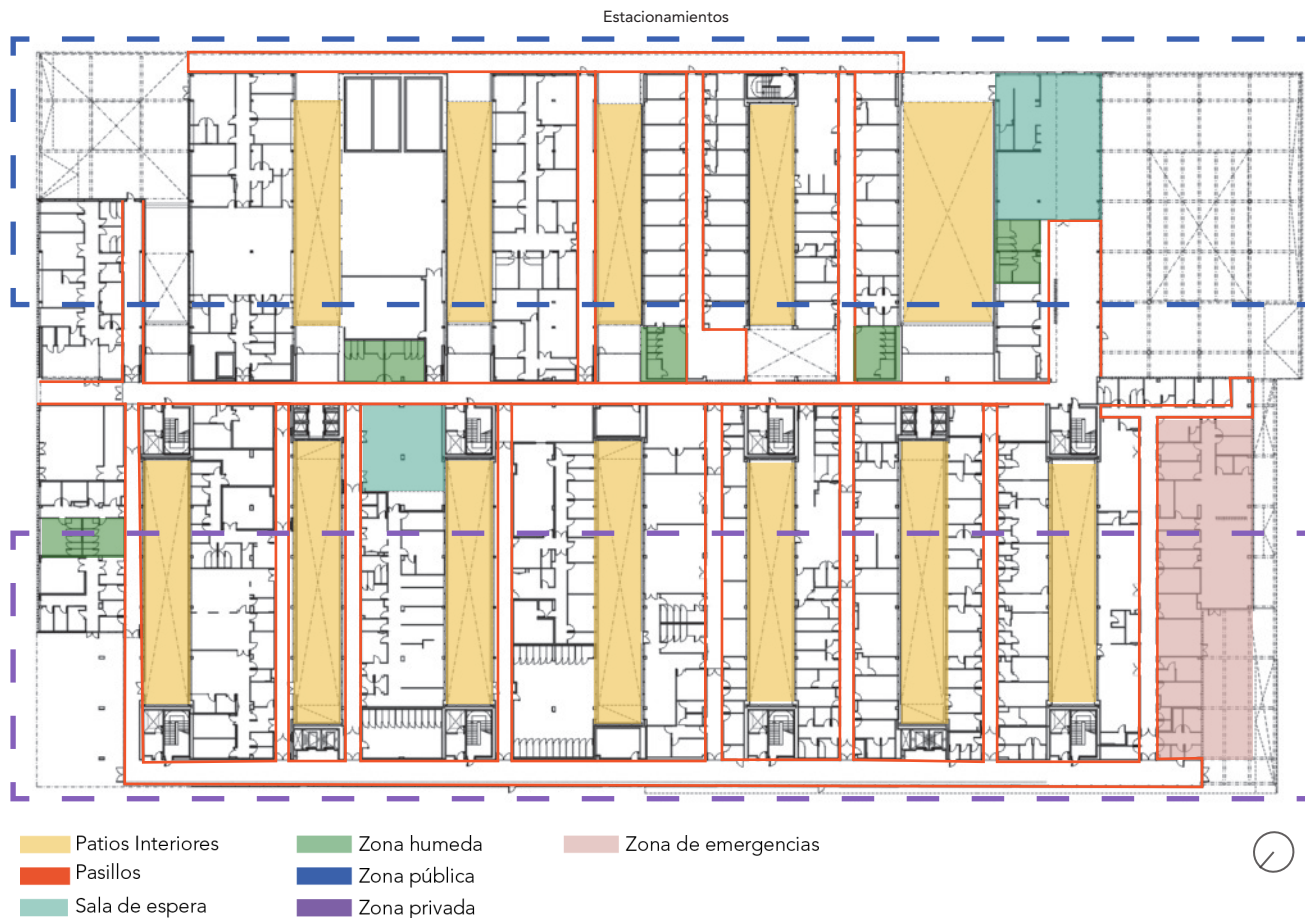 Estacionamientos
Patios Interiores
Pasillos
Sala de espera
Zona humeda
Zona pública
Zona privada
Zona de emergencias